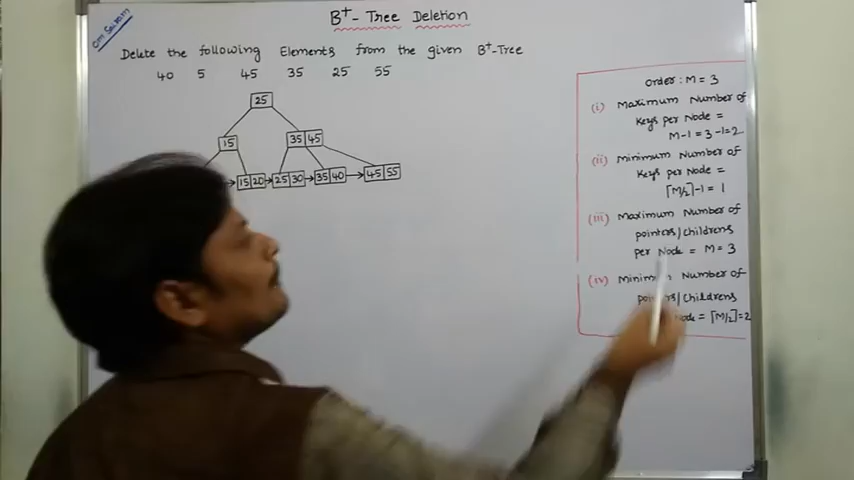 Om Sairam
B+- Tree Deletion
Delete the following Elements from the given B+-Tree
40 5 45 35 25 55
25
15
35 45
15 20 25 30 35 40 45 55
Order: M = 3
(i) Maximum Number of
keys per Node =
M-1 = 3-1=2
(ii) Minimum Number of
keys per Node =
⌈M/2⌉-1 = 1
(iii) Maximum Number of
pointers/childrens
per Node = M = 3
(iv) Minimum Number of
/childrens
= ⌈M/2⌉=2